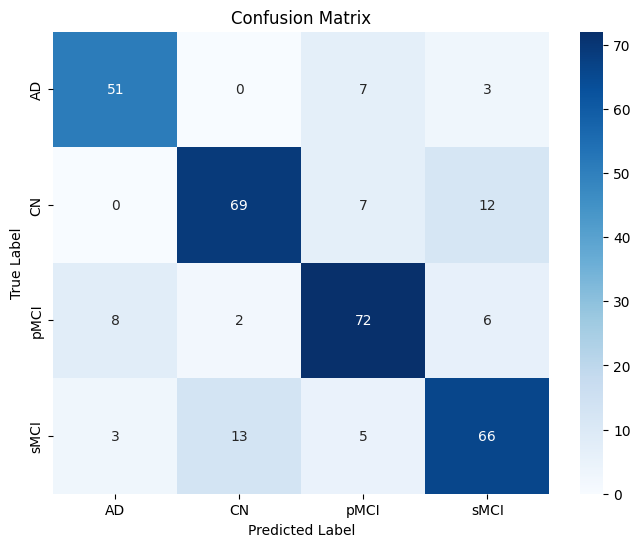 Confusion Matrix
AD 51 0 7 3
CN 0 69 7 12
pMCI 8 2 72 6
sMCI 3 13 5 66
AD CN pMCI sMCI
True Label
Predicted Label
70
60
50
40
30
20
10
0